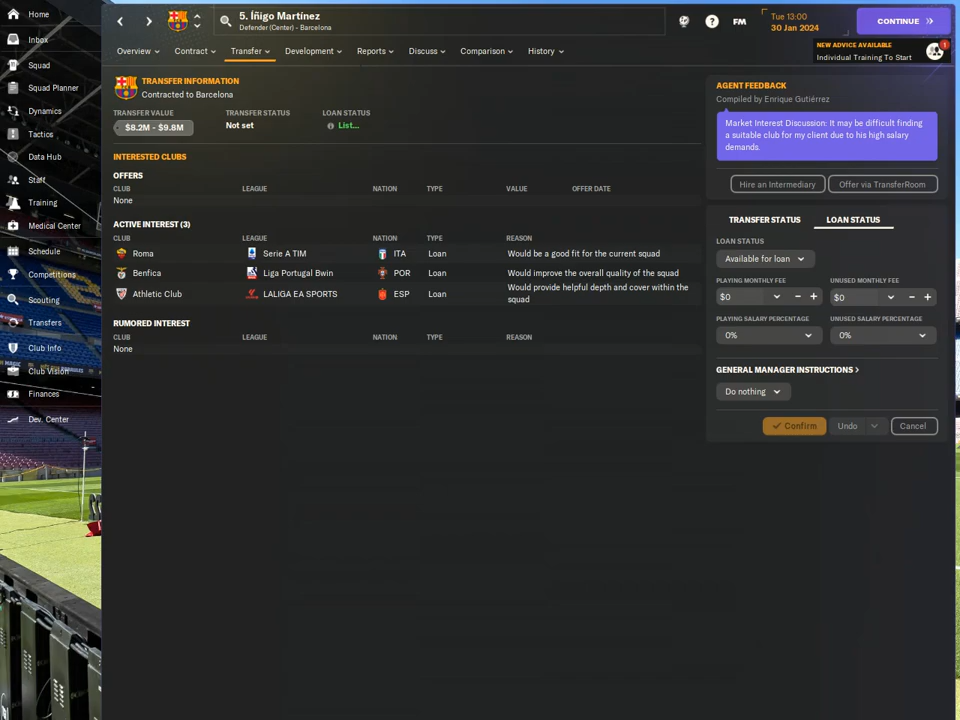 Home
Inbox
Squad
Squad Planner
Dynamics
Tactics
Data Hub
Staff
Training
Medical Center
Schedule
Competitions
Scouting
Transfers
Club Info
Club Vision
Finances
Dev. Center
5. Íñigo Martínez
Defender (Center) - Barcelona
?
FM
Tue 13:00
30 Jan 2024
CONTINUE
Overview
Contract
Transfer
Development
Reports
Discuss
Comparison
History
NEW ADVICE AVAILABLE
Individual Training To Start
1
TRANSFER INFORMATION
Contracted to Barcelona
TRANSFER VALUE TRANSFER STATUS LOAN STATUS
$8.2M - $9.8M Not set List...
INTERESTED CLUBS
OFFERS
CLUB LEAGUE NATION TYPE VALUE OFFER DATE
None
ACTIVE INTEREST (3)
CLUB LEAGUE NATION TYPE REASON
Roma Serie A TIM ITA Loan Would be a good fit for the current squad
Benfica Liga Portugal Bwin POR Loan Would improve the overall quality of the squad
Athletic Club LALIGA EA SPORTS ESP Loan Would provide helpful depth and cover within the
squad
RUMORED INTEREST
CLUB LEAGUE NATION TYPE REASON
None
AGENT FEEDBACK
Compiled by Enrique Gutiérrez
Market Interest Discussion: It may be difficult finding
a suitable club for my client due to his high salary
demands.
Hire an Intermediary Offer via TransferRoom
TRANSFER STATUS LOAN STATUS
LOAN STATUS
Available for loan
PLAYING MONTHLY FEE UNUSED MONTHLY FEE
$0 - + $0 - +
PLAYING SALARY PERCENTAGE UNUSED SALARY PERCENTAGE
0% 0%
GENERAL MANAGER INSTRUCTIONS >
Do nothing
Confirm Undo Cancel